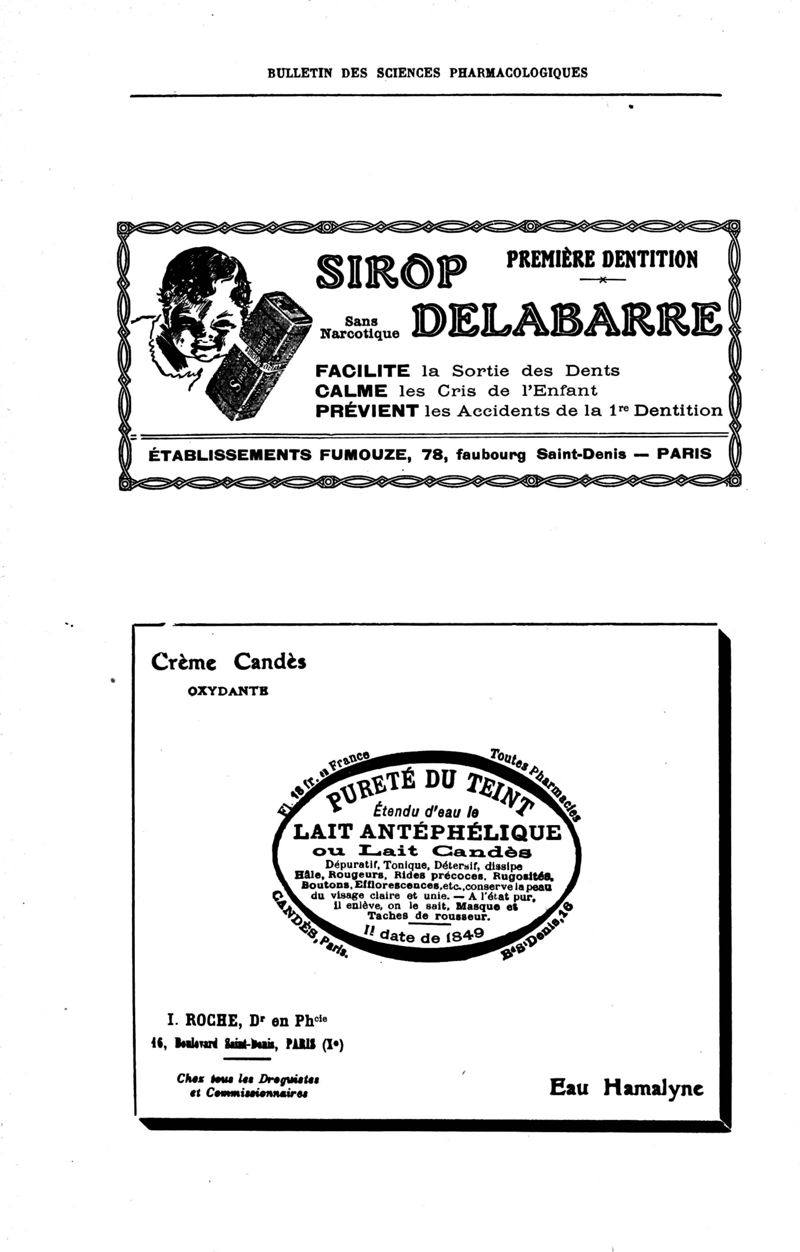 BULLETIN DES SCIENCES PHARMACOLOGIQUES
SIROP
PREMIÈRE DENTITION
Sans
Narcotique
DELABARRE
FACILITE la Sortie des Dents
CALME les Cris de l'Enfant
PRÉVIENT les Accidents de la 1re Dentition
ÉTABLISSEMENTS FUMOUZE, 78, faubourg Saint-Denis — PARIS
Crème Candès
OXYDANTE
Fl. 18 fr. en France
Toutes Pharmacies
PURETÉ DU TEINT
Étendu d'eau le
LAIT ANTÉPHÉLIQUE
ou Lait Candès
Dépuratif, Tonique, Détersif, dissipe
Hâle, Rougeurs, Rides précoces, Rugosités,
Boutons, Efflorescences, etc., conserve la peau
du visage claire et unie. — A l'état pur,
il enlève, on le sait, Masque et
Taches de rousseur.
Il date de 1849
CANDÈS, Paris.
Bd St-Denis, 16
I. ROCHE, Dr en Phcie
16, Boulevard Saint-Denis, PARIS (Xe)
Chez tous les Droguistes
et Commissionnaires
Eau Hamalyne